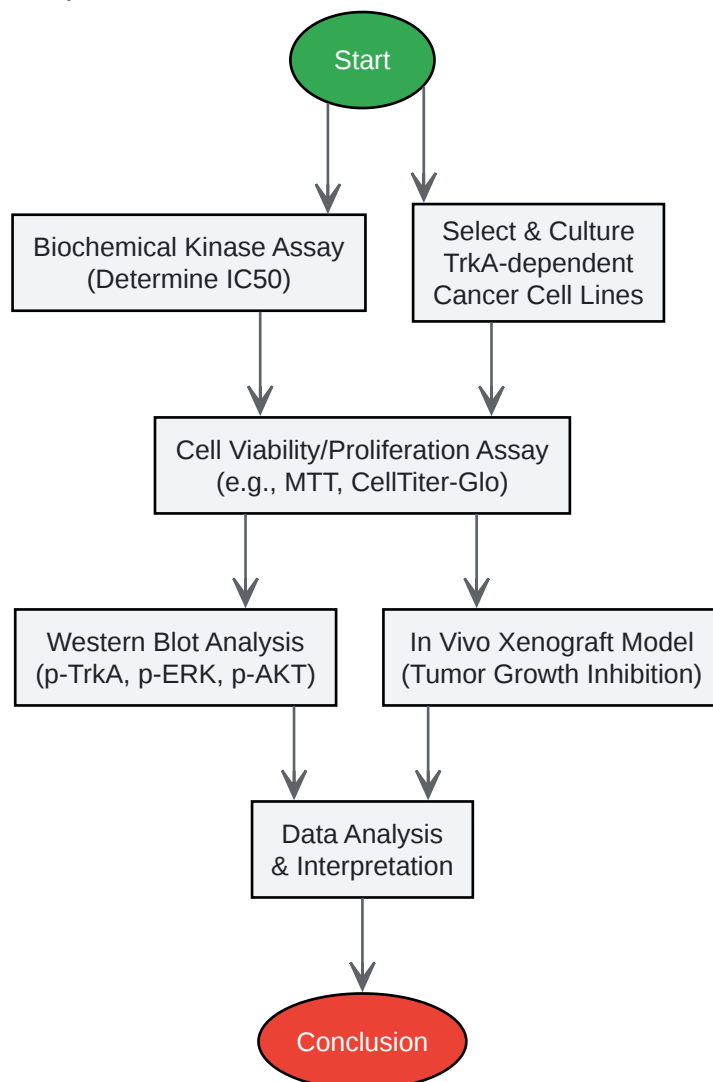 Start
Biochemical Kinase Assay
(Determine IC50)
Select & Culture
TrkA-dependent
Cancer Cell Lines
Cell Viability/Proliferation Assay
(e.g., MTT, CellTiter-Glo)
Western Blot Analysis
(p-TrkA, p-ERK, p-AKT)
In Vivo Xenograft Model
(Tumor Growth Inhibition)
Data Analysis
& Interpretation
Conclusion